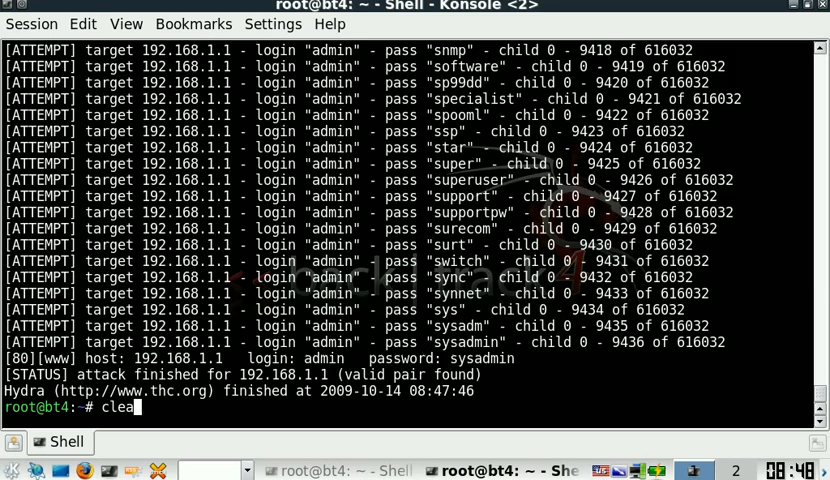 root@bt4: ~ - Shell - Konsole <2>
Session Edit View Bookmarks Settings Help
[ATTEMPT] target 192.168.1.1 - login "admin" - pass "snmp" - child 0 - 9418 of 616032
[ATTEMPT] target 192.168.1.1 - login "admin" - pass "software" - child 0 - 9419 of 616032
[ATTEMPT] target 192.168.1.1 - login "admin" - pass "sp99dd" - child 0 - 9420 of 616032
[ATTEMPT] target 192.168.1.1 - login "admin" - pass "specialist" - child 0 - 9421 of 616032
[ATTEMPT] target 192.168.1.1 - login "admin" - pass "spooml" - child 0 - 9422 of 616032
[ATTEMPT] target 192.168.1.1 - login "admin" - pass "ssp" - child 0 - 9423 of 616032
[ATTEMPT] target 192.168.1.1 - login "admin" - pass "star" - child 0 - 9424 of 616032
[ATTEMPT] target 192.168.1.1 - login "admin" - pass "super" - child 0 - 9425 of 616032
[ATTEMPT] target 192.168.1.1 - login "admin" - pass "superuser" - child 0 - 9426 of 616032
[ATTEMPT] target 192.168.1.1 - login "admin" - pass "support" - child 0 - 9427 of 616032
[ATTEMPT] target 192.168.1.1 - login "admin" - pass "supportpw" - child 0 - 9428 of 616032
[ATTEMPT] target 192.168.1.1 - login "admin" - pass "surecom" - child 0 - 9429 of 616032
[ATTEMPT] target 192.168.1.1 - login "admin" - pass "surt" - child 0 - 9430 of 616032
[ATTEMPT] target 192.168.1.1 - login "admin" - pass "switch" - child 0 - 9431 of 616032
[ATTEMPT] target 192.168.1.1 - login "admin" - pass "sync" - child 0 - 9432 of 616032
[ATTEMPT] target 192.168.1.1 - login "admin" - pass "synnet" - child 0 - 9433 of 616032
[ATTEMPT] target 192.168.1.1 - login "admin" - pass "sys" - child 0 - 9434 of 616032
[ATTEMPT] target 192.168.1.1 - login "admin" - pass "sysadm" - child 0 - 9435 of 616032
[ATTEMPT] target 192.168.1.1 - login "admin" - pass "sysadmin" - child 0 - 9436 of 616032
[80][www] host: 192.168.1.1 login: admin password: sysadmin
[STATUS] attack finished for 192.168.1.1 (valid pair found)
Hydra (http://www.thc.org) finished at 2009-10-14 08:47:46
root@bt4:~# clea
<< back | track 4
Shell
root@bt4: ~ - Shell
root@bt4: ~ - She
2
08:48